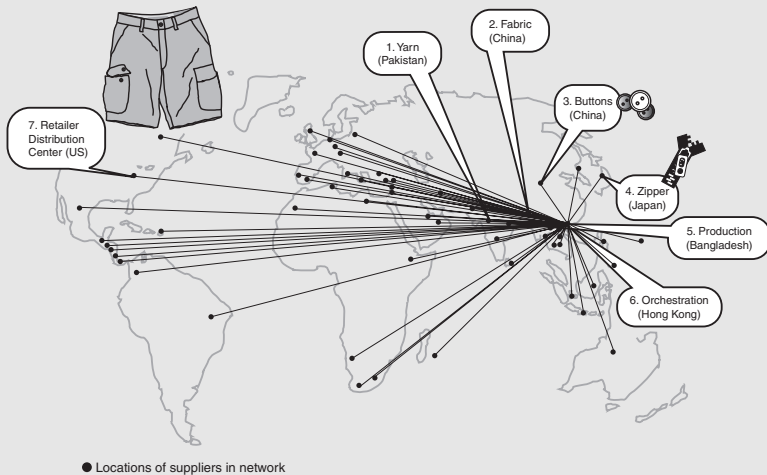 1. Yarn
(Pakistan)
2. Fabric
(China)
3. Buttons
(China)
4. Zipper
(Japan)
5. Production
(Bangladesh)
6. Orchestration
(Hong Kong)
7. Retailer
Distribution
Center (US)
Locations of suppliers in network